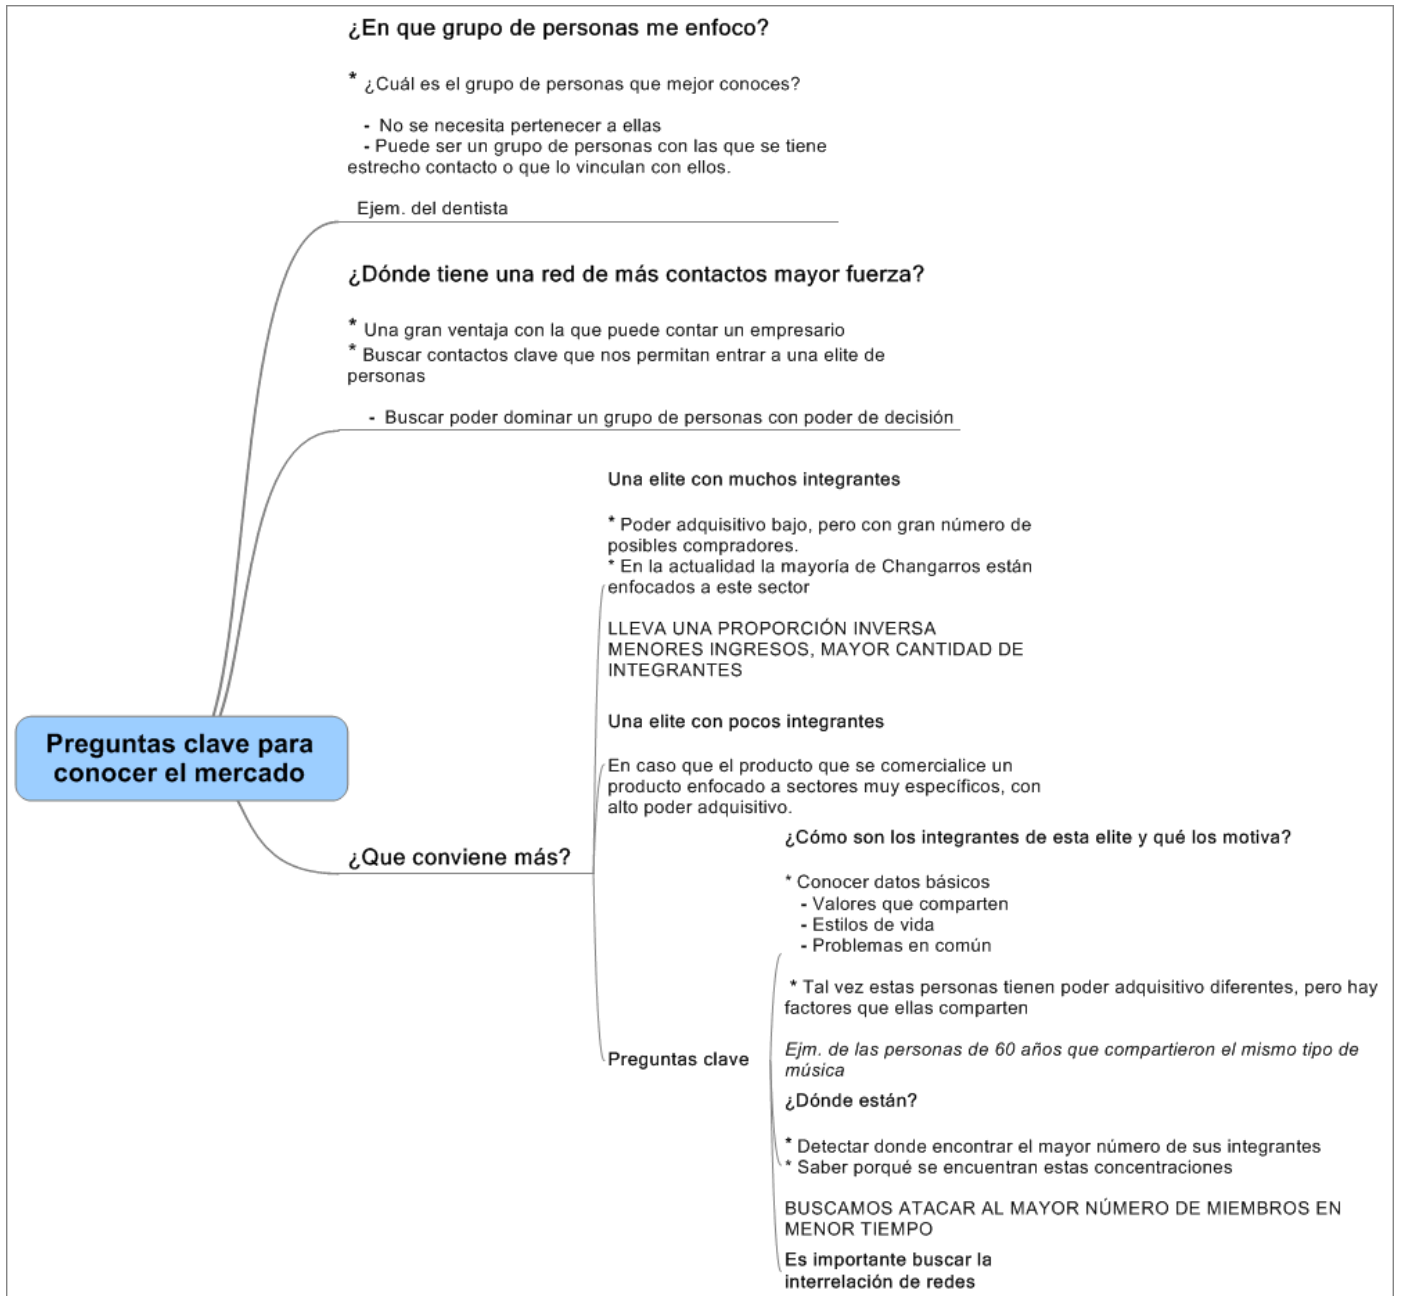 ¿En que grupo de personas me enfoco?
* ¿Cuál es el grupo de personas que mejor conoces?
- No se necesita pertenecer a ellas
- Puede ser un grupo de personas con las que se tiene
estrecho contacto o que lo vinculan con ellos.
Ejem. del dentista
¿Dónde tiene una red de más contactos mayor fuerza?
* Una gran ventaja con la que puede contar un empresario
* Buscar contactos clave que nos permitan entrar a una elite de
personas
- Buscar poder dominar un grupo de personas con poder de decisión
Preguntas clave para
conocer el mercado
¿Que conviene más?
Una elite con muchos integrantes
* Poder adquisitivo bajo, pero con gran número de
posibles compradores.
* En la actualidad la mayoría de Changarros están
enfocados a este sector
LLEVA UNA PROPORCIÓN INVERSA
MENORES INGRESOS, MAYOR CANTIDAD DE
INTEGRANTES
Una elite con pocos integrantes
En caso que el producto que se comercialice un
producto enfocado a sectores muy específicos, con
alto poder adquisitivo.
Preguntas clave
¿Cómo son los integrantes de esta elite y qué los motiva?
* Conocer datos básicos
- Valores que comparten
- Estilos de vida
- Problemas en común
* Tal vez estas personas tienen poder adquisitivo diferentes, pero hay
factores que ellas comparten
Ejm. de las personas de 60 años que compartieron el mismo tipo de
música
¿Dónde están?
* Detectar donde encontrar el mayor número de sus integrantes
* Saber porqué se encuentran estas concentraciones
BUSCAMOS ATACAR AL MAYOR NÚMERO DE MIEMBROS EN
MENOR TIEMPO
Es importante buscar la
interrelación de redes